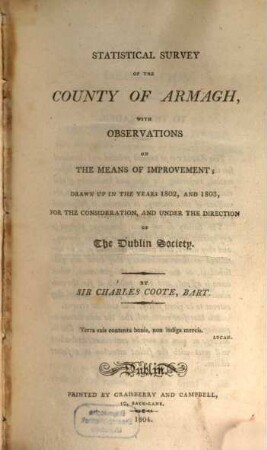 STATISTICAL SURVEY
OF THE
COUNTY OF ARMAGH,
WITH
OBSERVATIONS
ON
THE MEANS OF IMPROVEMENT;
DRAWN UP IN THE YEARS 1802, AND 1803,
FOR THE CONSIDERATION, AND UNDER THE DIRECTION
OF
The Dublin Society.
BY
SIR CHARLES COOTE, BART.
Terra suis contenta bonis, non indiga mercis.
LUCAN.
Dublin:
PRINTED BY GRAISBERRY AND CAMPBELL,
17, BACK-LANE.
1804.